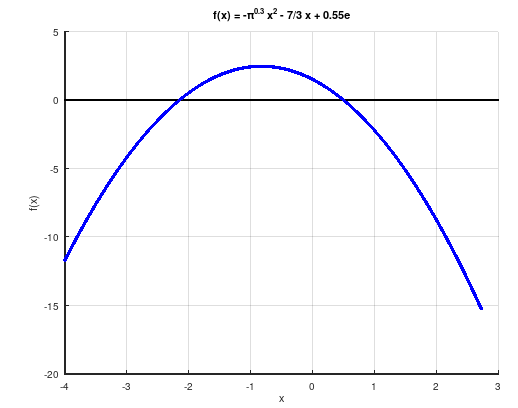 f(x) = -π^0.3 x^2 - 7/3 x + 0.55e
5
0
-5
-10
-15
-20
f(x)
-4 -3 -2 -1 0 1 2 3
x